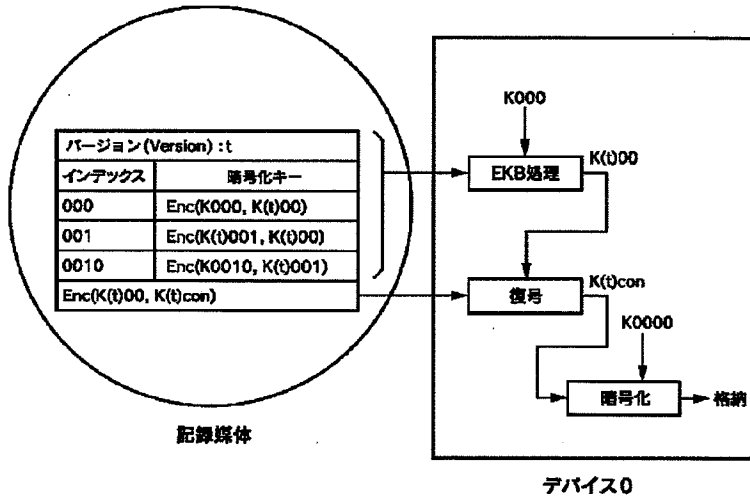 バージョン(Version):t
インデックス 暗号化キー
000 Enc(K000, K(t)00)
001 Enc(K(t)001, K(t)00)
0010 Enc(K0010, K(t)001)
Enc(K(t)00, K(t)con)
記録媒体
K000
EKB処理
K(t)00
復号
K(t)con
K0000
暗号化
格納
デバイス0